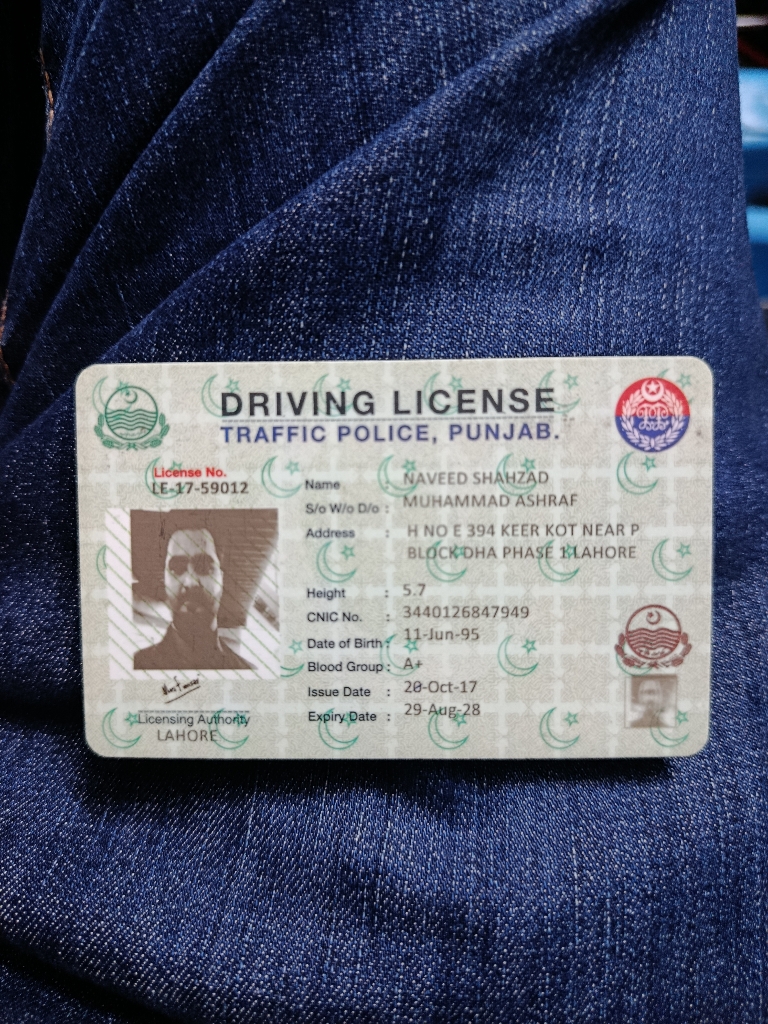 DRIVING LICENSE
TRAFFIC POLICE, PUNJAB.
License No.
LE-17-59012
Name : NAVEED SHAHZAD
S/o W/o D/o : MUHAMMAD ASHRAF
Address : H NO E 394 KEER KOT NEAR P
BLOCK DHA PHASE 1 LAHORE
Height : 5.7
CNIC No. : 3440126847949
Date of Birth : 11-Jun-95
Blood Group : A+
Issue Date : 20-Oct-17
Expiry Date : 29-Aug-28
Licensing Authority
LAHORE